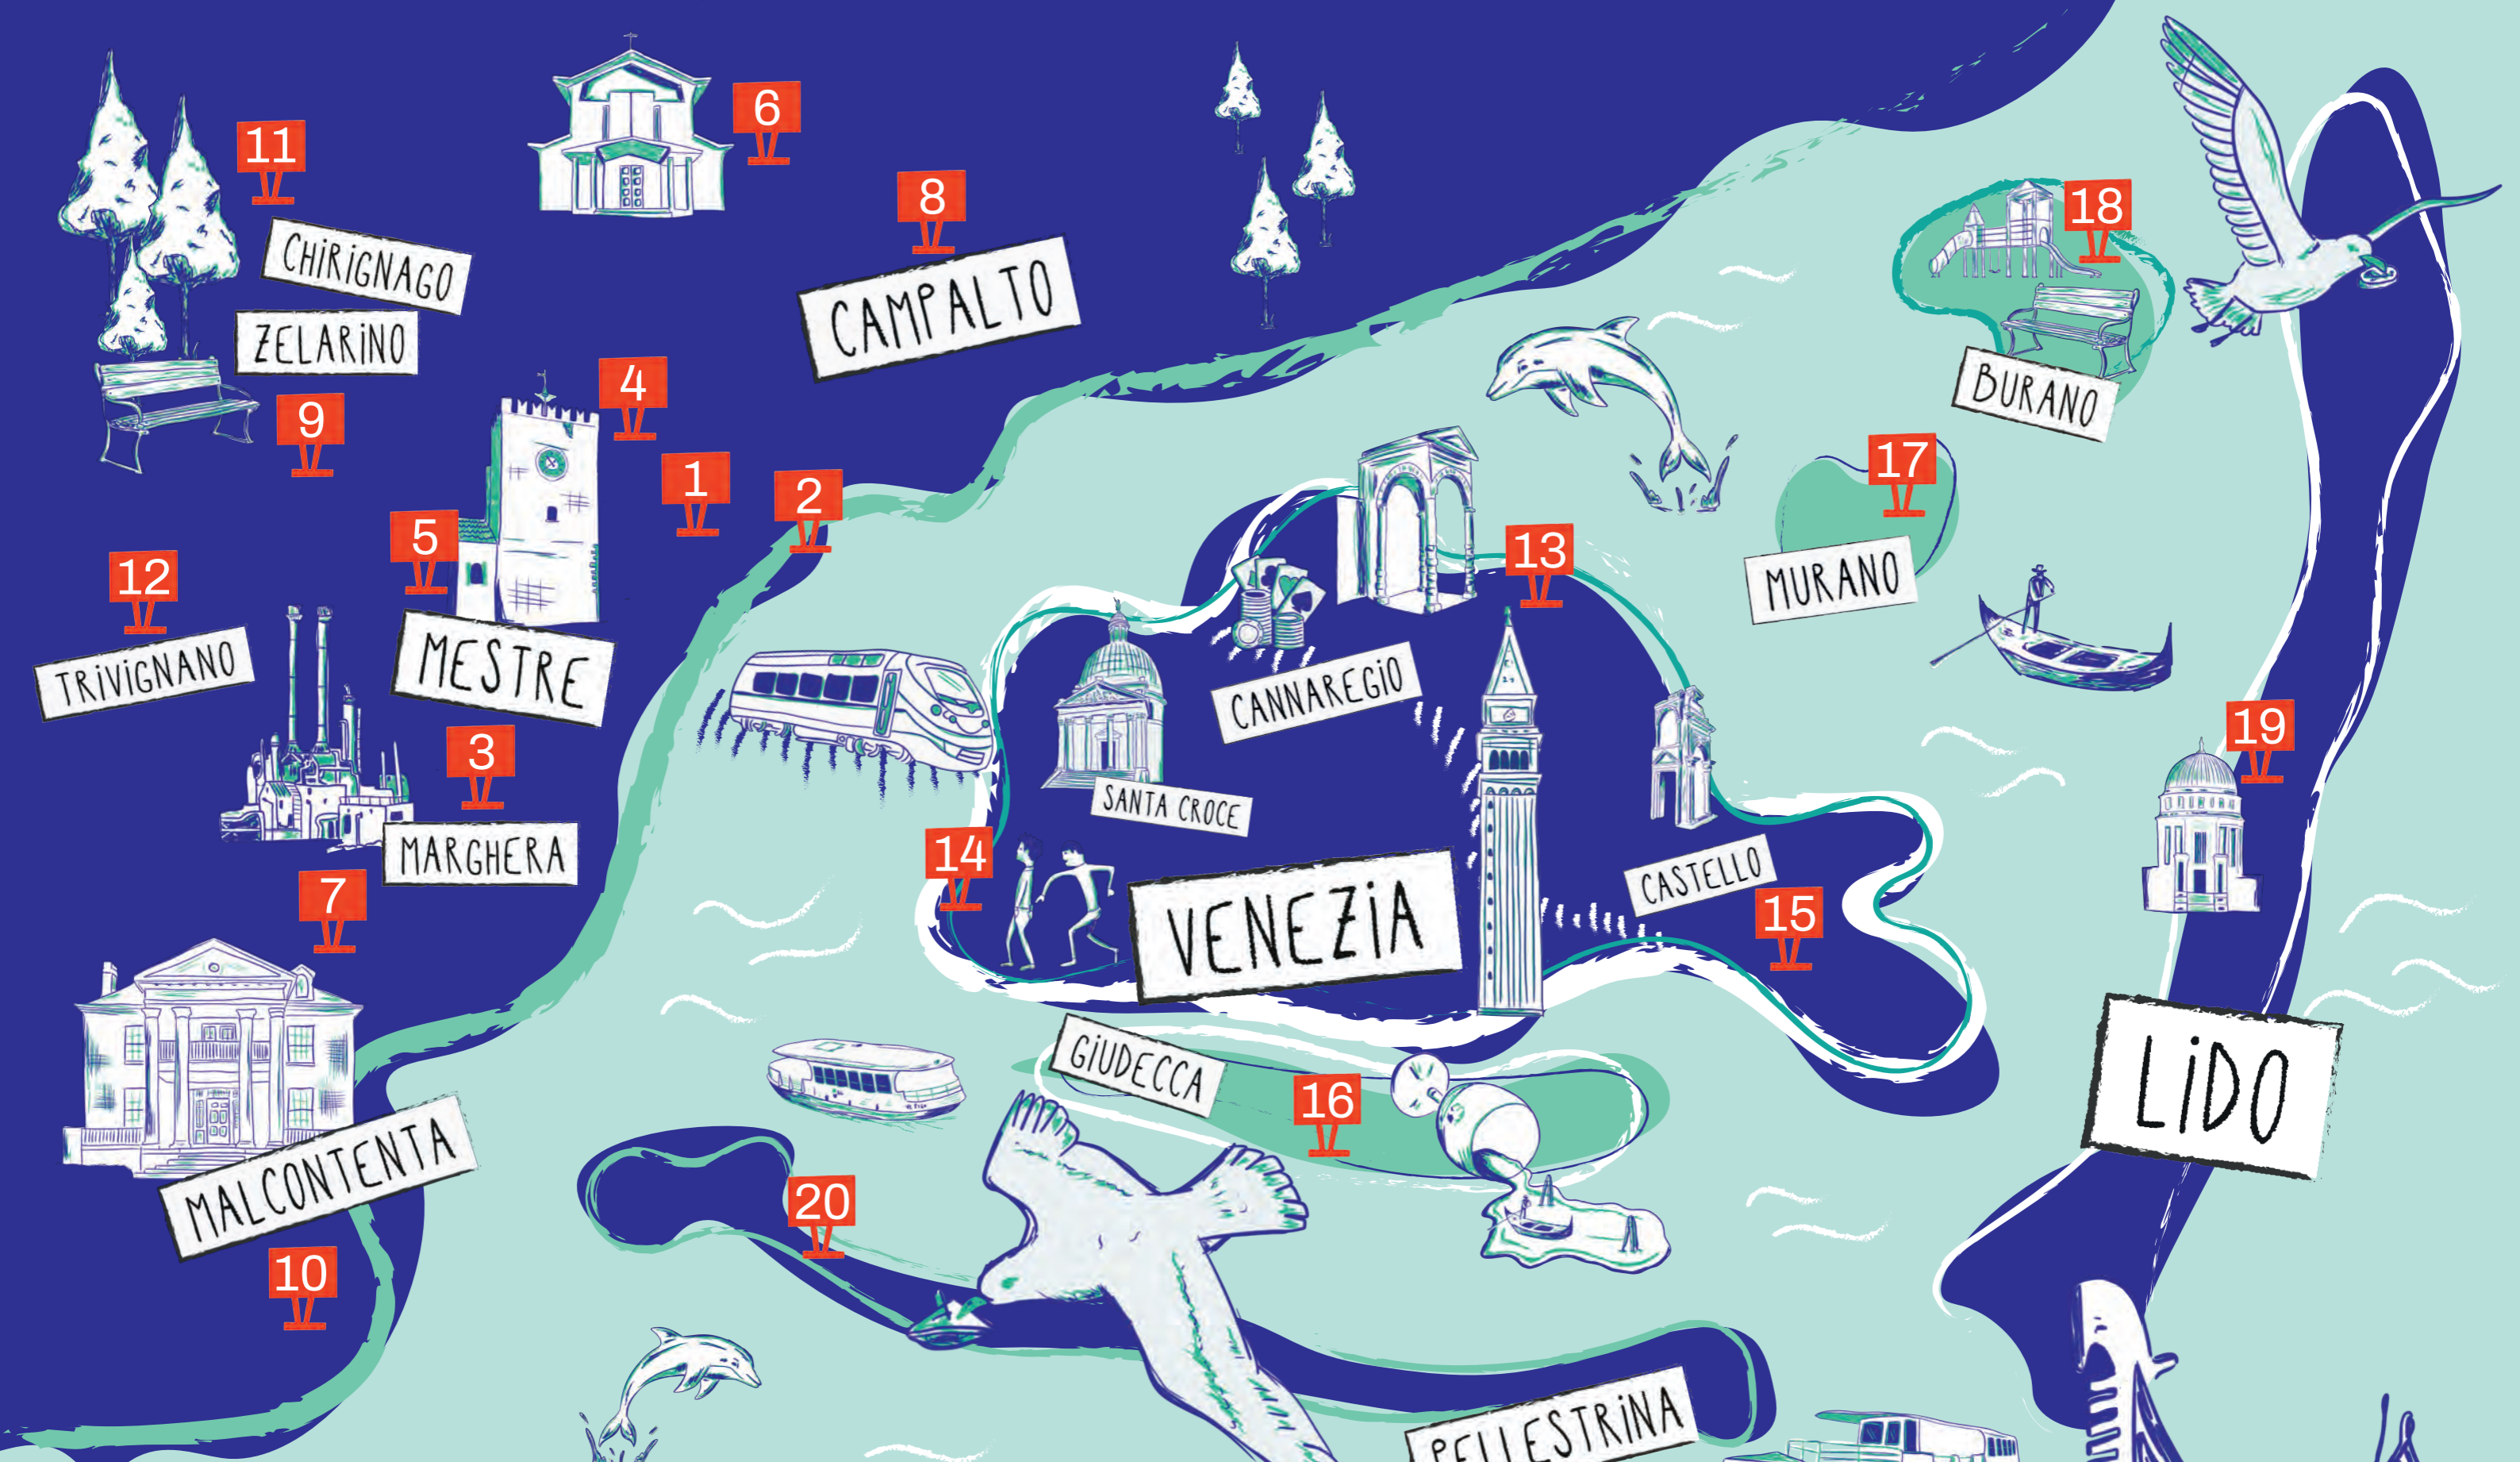 6
11
8
18
CHiRiGNAGO
CAMPALTO
ZELARiNO
4
BURANO
9
1
2
17
5
13
12
MURANO
TRiViGNANO
MESTRE
CANNAREGiO
3
19
SANTA CROCE
MARGHERA
14
CASTELLO
7
VENEZiA
15
GiUDECCA
LiDO
16
MALCONTENTA
20
10
PELLESTRiNA